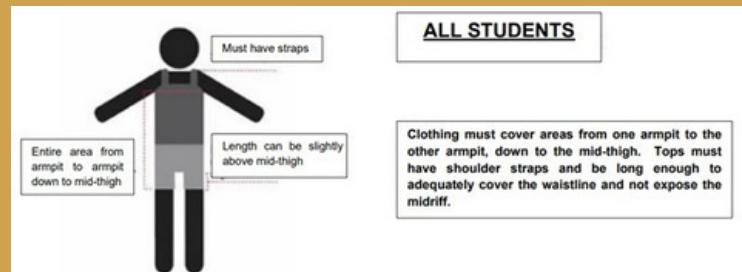 ALL STUDENTS
Must have straps
Entire area from
armpit to armpit
down to mid-thigh
Length can be slightly
above mid-thigh
Clothing must cover areas from one armpit to the
other armpit, down to the mid-thigh. Tops must
have shoulder straps and be long enough to
adequately cover the waistline and not expose the
midriff.